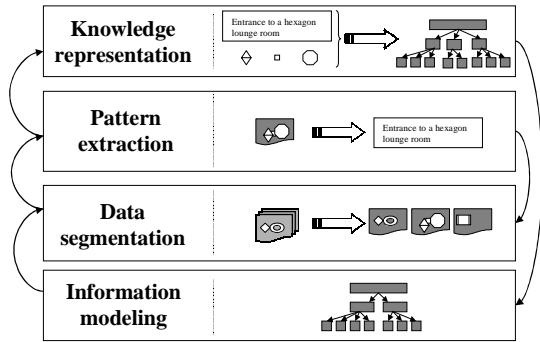 Knowledge
representation
Entrance to a hexagon
lounge room
Pattern
extraction
Entrance to a hexagon
lounge room
Data
segmentation
Information
modeling